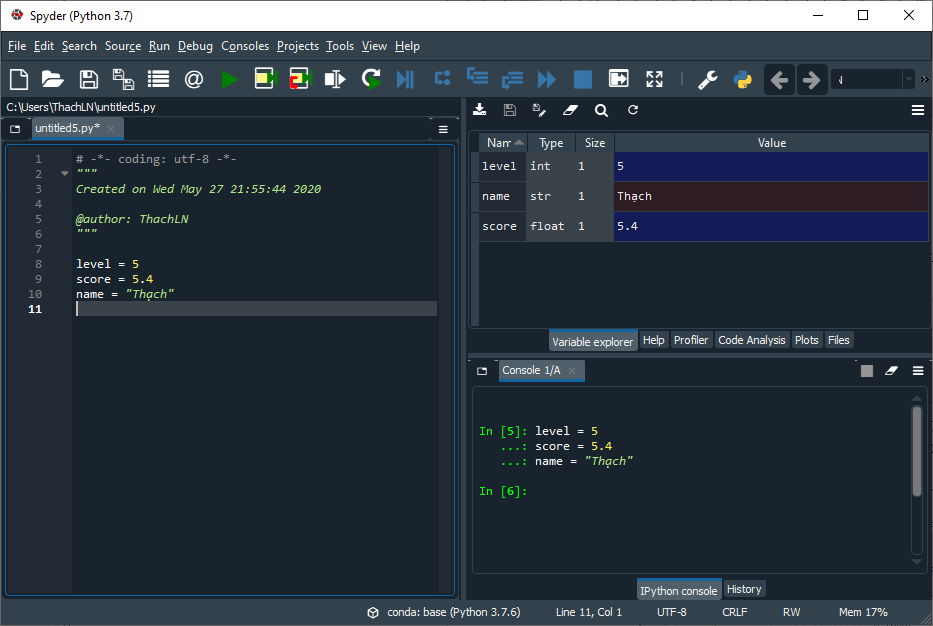 Spyder (Python 3.7)
File Edit Search Source Run Debug Consoles Projects Tools View Help
C:\Users\ThachLN\untitled5.py
untitled5.py*
1 # -*- coding: utf-8 -*-
2 """
3 Created on Wed May 27 21:55:44 2020
4
5 @author: ThachLN
6 """
7
8 level = 5
9 score = 5.4
10 name = "Thạch"
11
Nam Type Size Value
level int 1 5
name str 1 Thạch
score float 1 5.4
Variable explorer Help Profiler Code Analysis Plots Files
Console 1/A
In [5]: level = 5
...: score = 5.4
...: name = "Thạch"
In [6]:
IPython console History
conda: base (Python 3.7.6) Line 11, Col 1 UTF-8 CRLF RW Mem 17%